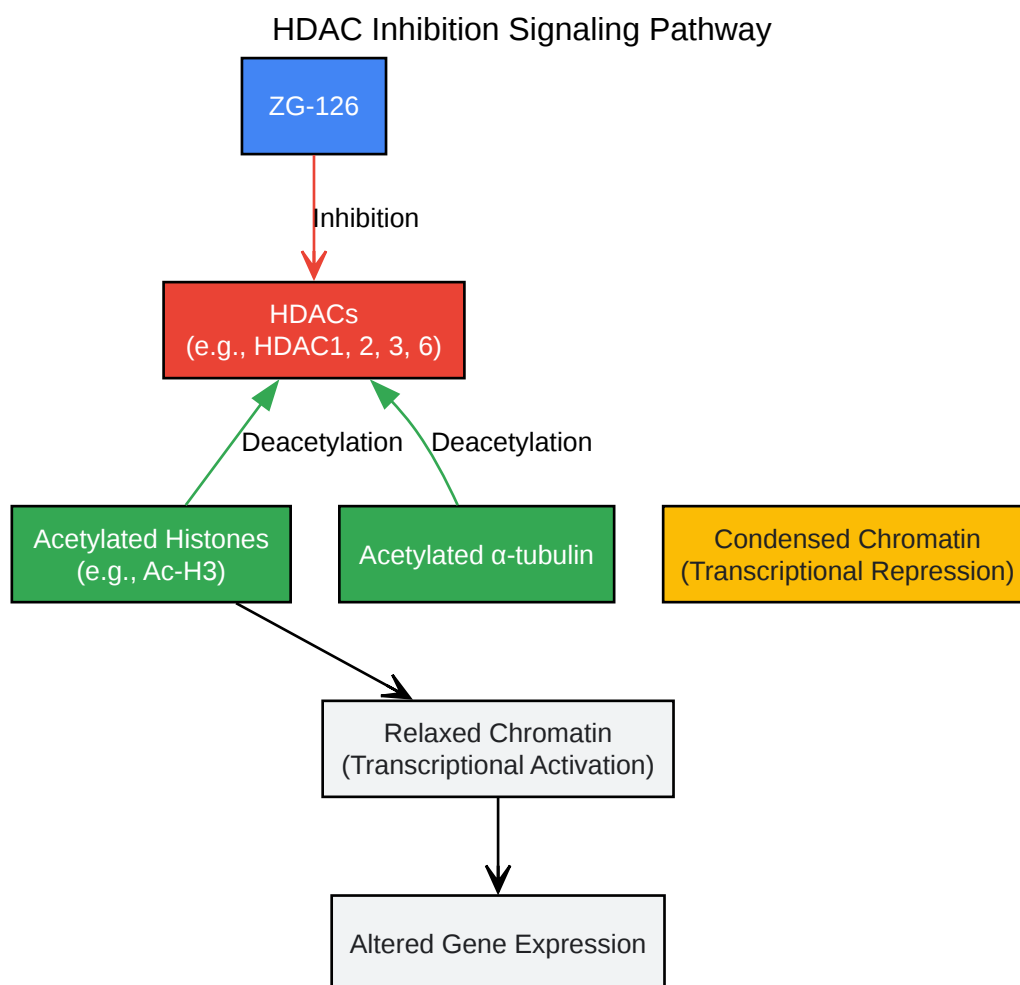 HDAC Inhibition Signaling Pathway
ZG-126
Inhibition
HDACs
(e.g., HDAC1, 2, 3, 6)
Deacetylation
Deacetylation
Acetylated Histones
(e.g., Ac-H3)
Acetylated α-tubulin
Condensed Chromatin
(Transcriptional Repression)
Relaxed Chromatin
(Transcriptional Activation)
Altered Gene Expression